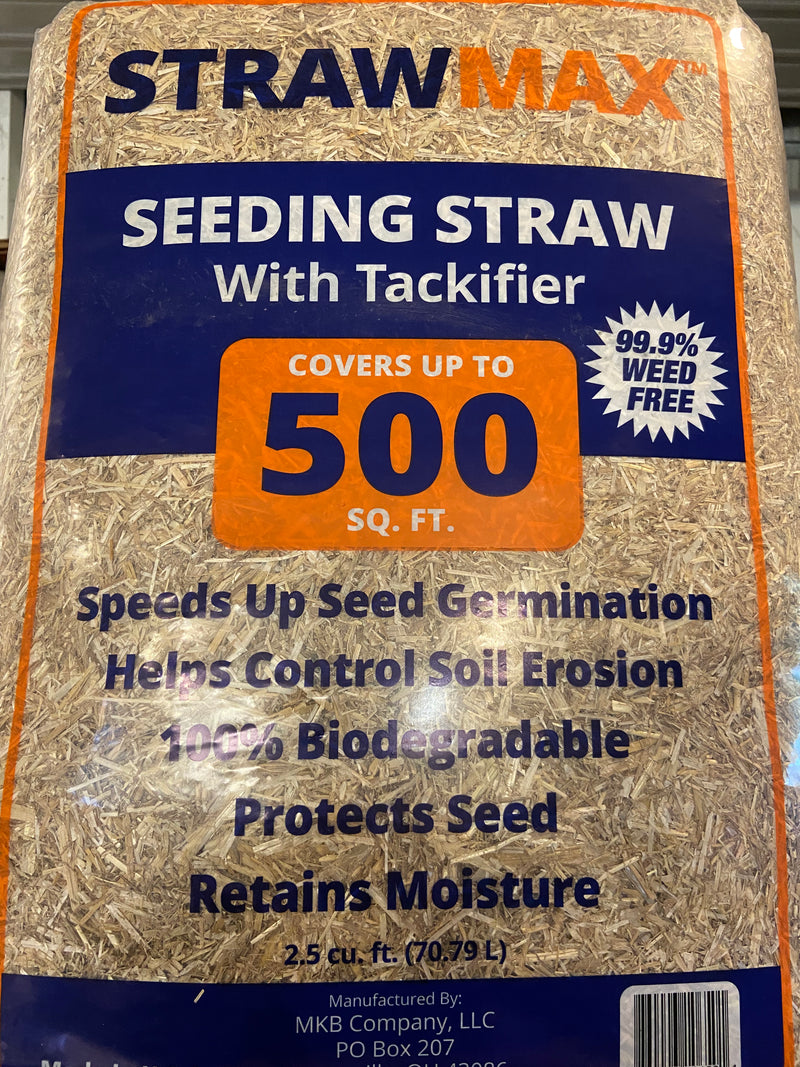 STRAWMAX™
SEEDING STRAW
With Tackifier
99.9%
WEED
FREE
COVERS UP TO
500
SQ. FT.
Speeds Up Seed Germination
Helps Control Soil Erosion
100% Biodegradable
Protects Seed
Retains Moisture
2.5 cu. ft. (70.79 L)
Manufactured By:
MKB Company, LLC
PO Box 207